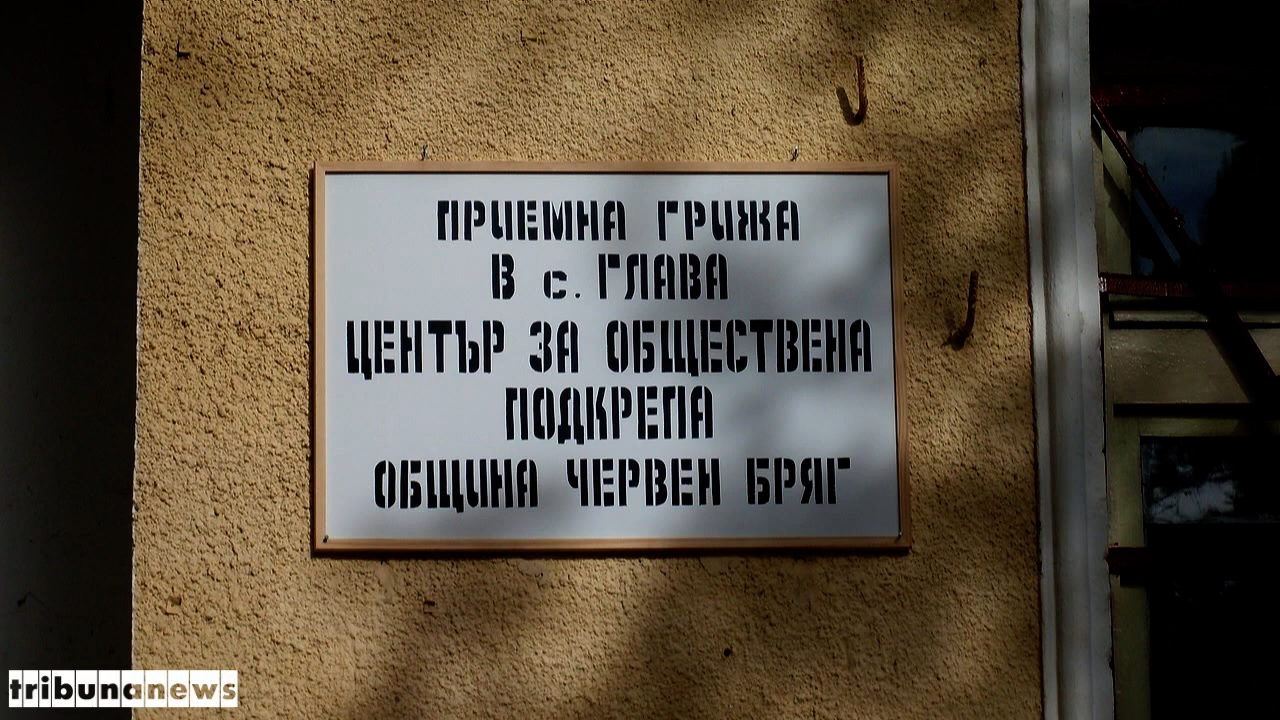 ПРИЕМНА ГРИЖА
В с. ГЛАВА
ЦЕНТЪР ЗА ОБЩЕСТВЕНА
ПОДКРЕПА
ОБЩИНА ЧЕРВЕН БРЯГ
tribunanews